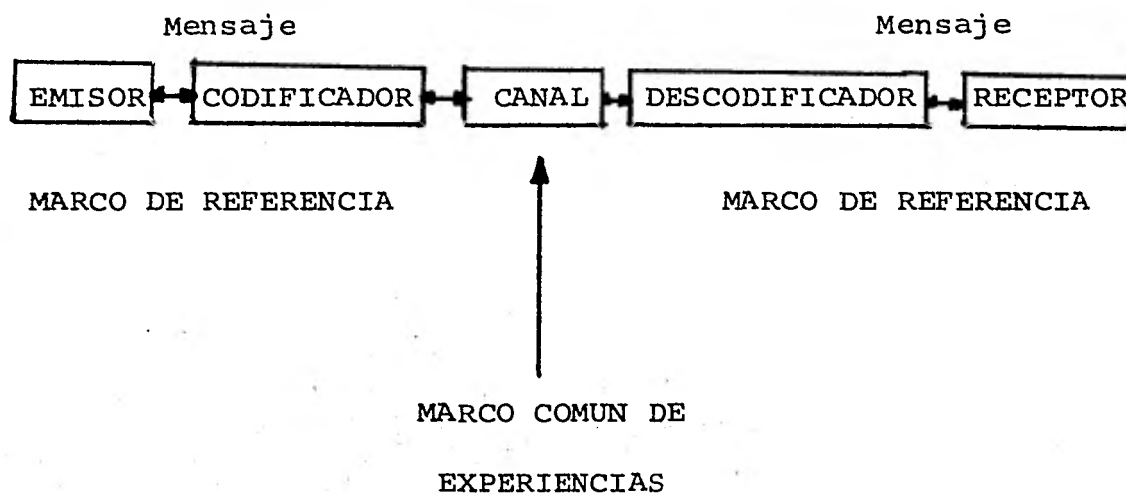 Mensaje Mensaje
EMISOR CODIFICADOR CANAL DESCODIFICADOR RECEPTOR
MARCO DE REFERENCIA MARCO DE REFERENCIA
MARCO COMUN DE
EXPERIENCIAS